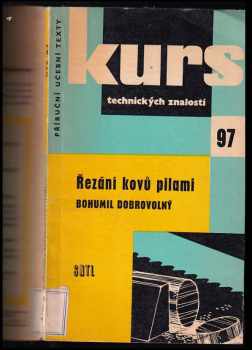 PŘÍRUČNÍ UČEBNÍ TEXTY
kurs
technických znalostí
97
Řezání kovů pilami
BOHUMIL DOBROVOLNÝ
SNTL